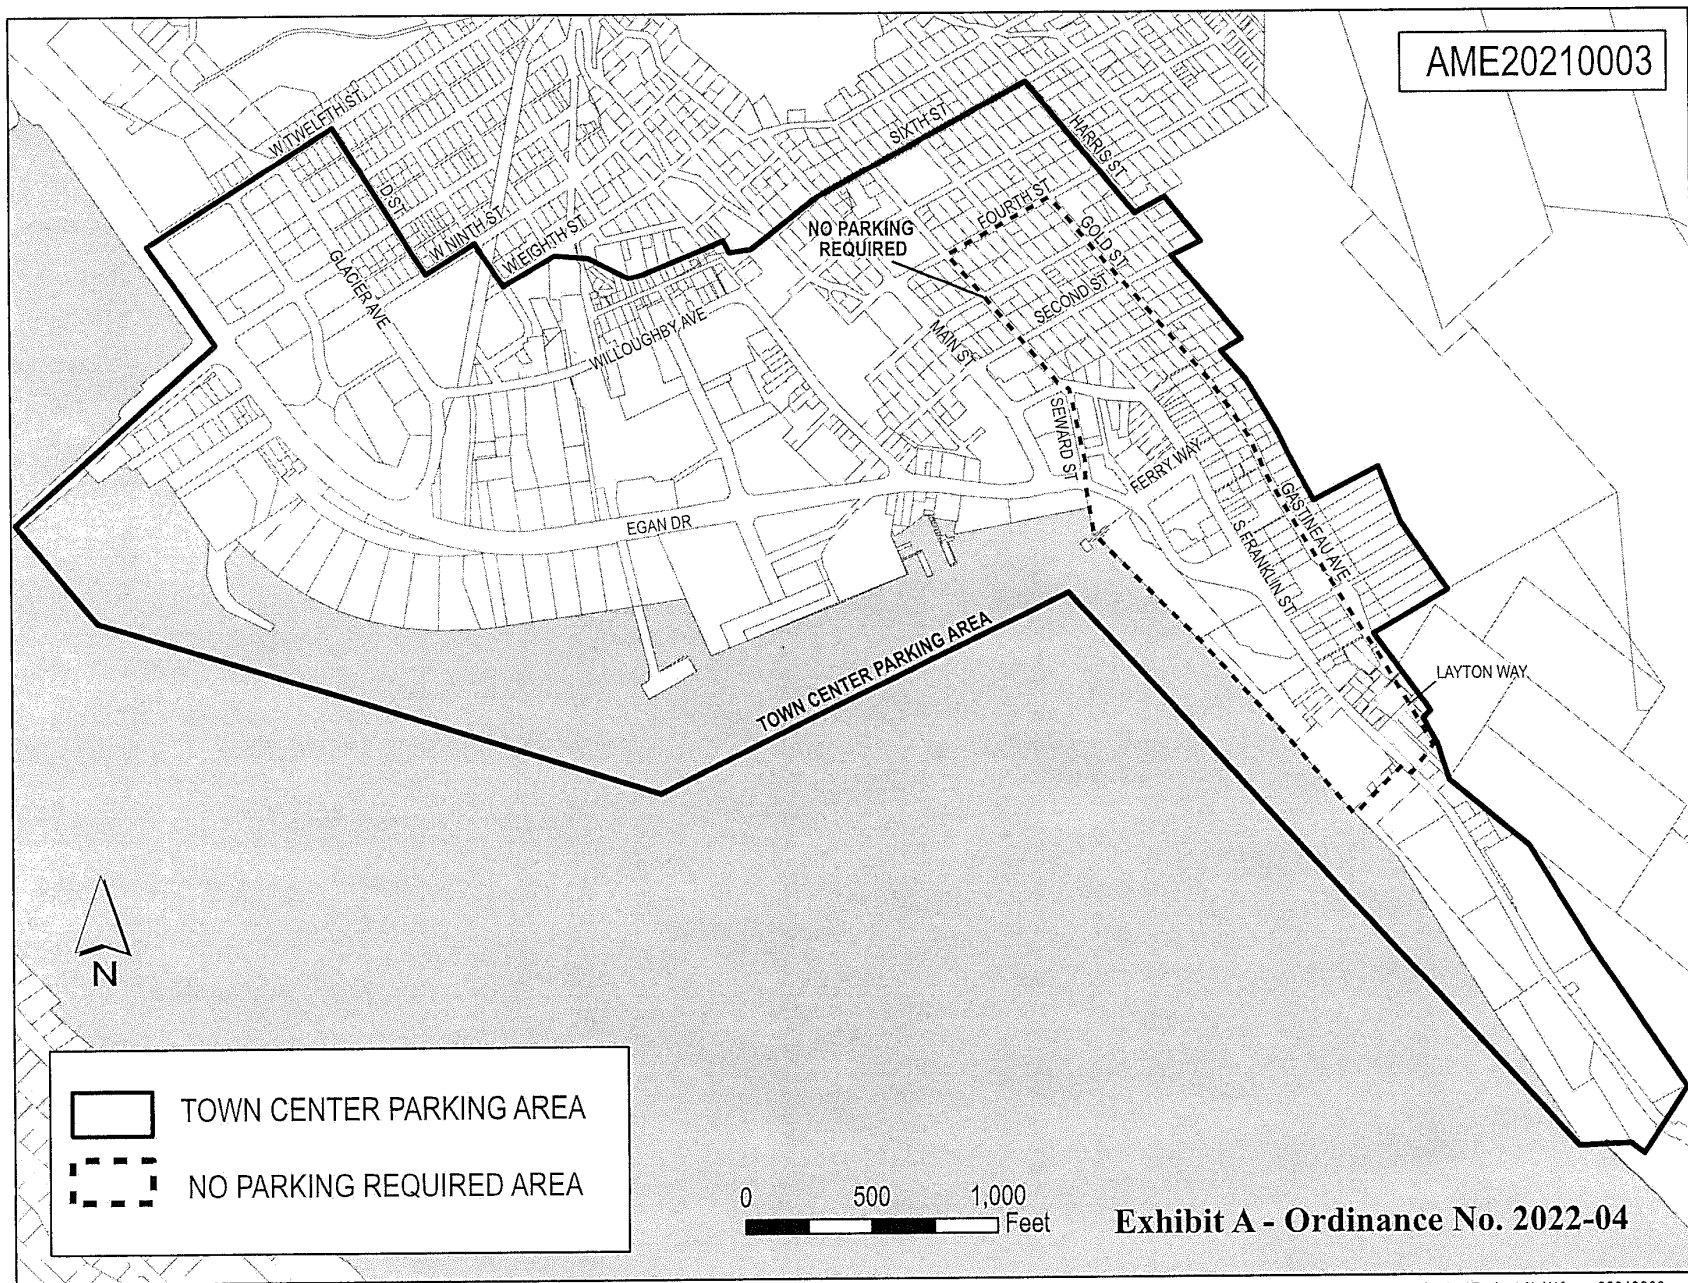 AME20210003
W. TWELFTH ST.
D ST.
W. NINTH ST
W. EIGHTH ST.
GLACIER AVE
WILLOUGHBY AVE
SIXTH ST.
HARRIS ST
NO PARKING
REQUIRED
FOURTH ST
GOLD ST.
SECOND ST
MAIN ST
SEWARD ST
FERRY WAY
EGAN DR
GASTINEAU AVE
S. FRANKLIN ST.
LAYTON WAY
TOWN CENTER PARKING AREA
N
TOWN CENTER PARKING AREA
NO PARKING REQUIRED AREA
0 500 1,000
Feet
Exhibit A - Ordinance No. 2022-04